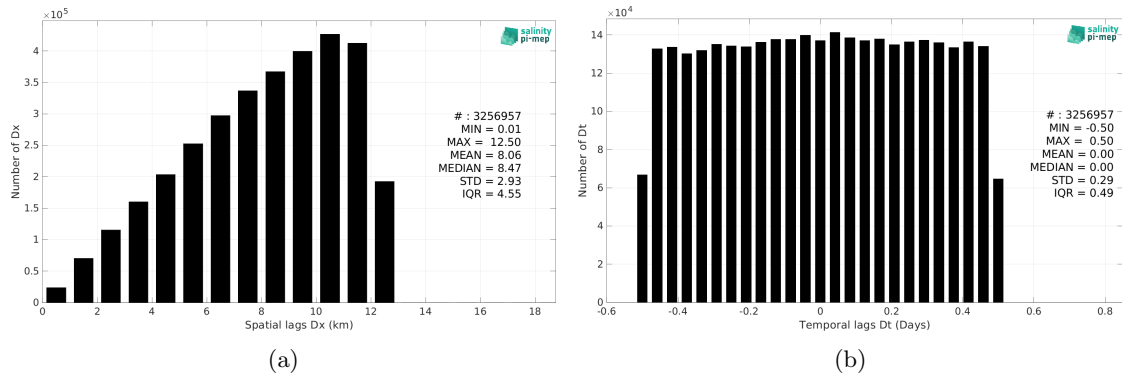 ×10⁵
4
3.5
3
2.5
2
1.5
1
0.5
0
Number of Dx
0 2 4 6 8 10 12 14 16 18
Spatial lags Dx (km)
salinity
pi-mep
# : 3256957
MIN = 0.01
MAX = 12.50
MEAN = 8.06
MEDIAN = 8.47
STD = 2.93
IQR = 4.55
(a)
×10⁴
14
12
10
8
6
4
2
0
Number of Dt
-0.6 -0.4 -0.2 0 0.2 0.4 0.6 0.8
Temporal lags Dt (Days)
salinity
pi-mep
# : 3256957
MIN = -0.50
MAX = 0.50
MEAN = 0.00
MEDIAN = 0.00
STD = 0.29
IQR = 0.49
(b)